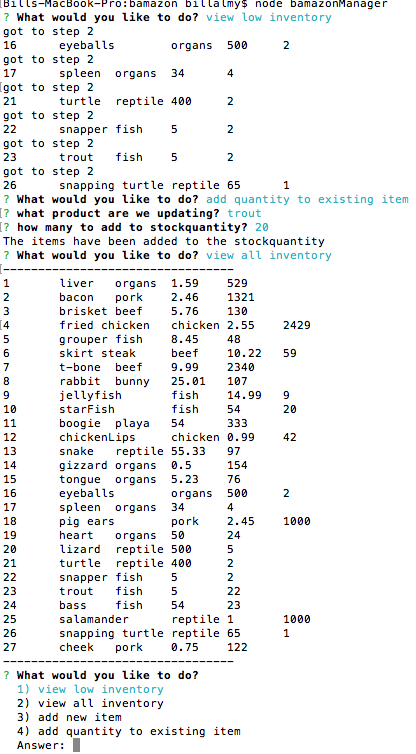 [Bills-MacBook-Pro:bamazon billalmy$ node bamazonManager
? What would you like to do? view low inventory
got to step 2
16 eyeballs organs 500 2
got to step 2
17 spleen organs 34 4
[got to step 2
21 turtle reptile 400 2
got to step 2
22 snapper fish 5 2
got to step 2
23 trout fish 5 2
got to step 2
26 snapping turtle reptile 65 1
? What would you like to do? add quantity to existing item
[? what product are we updating? trout
[? how many to add to stockquantity? 20
The items have been added to the stockquantity
? What would you like to do? view all inventory
[---------------------------------
1 liver organs 1.59 529
2 bacon pork 2.46 1321
3 brisket beef 5.76 130
[4 fried chicken chicken 2.55 2429
5 grouper fish 8.45 48
6 skirt steak beef 10.22 59
7 t-bone beef 9.99 2340
8 rabbit bunny 25.01 107
9 jellyfish fish 14.99 9
10 starFish fish 54 20
11 boogie playa 54 333
12 chickenLips chicken 0.99 42
13 snake reptile 55.33 97
14 gizzard organs 0.5 154
15 tongue organs 5.23 76
16 eyeballs organs 500 2
17 spleen organs 34 4
18 pig ears pork 2.45 1000
19 heart organs 50 24
20 lizard reptile 500 5
21 turtle reptile 400 2
22 snapper fish 5 2
23 trout fish 5 22
24 bass fish 54 23
25 salamander reptile 1 1000
26 snapping turtle reptile 65 1
27 cheek pork 0.75 122
---------------------------------
? What would you like to do?
1) view low inventory
2) view all inventory
3) add new item
4) add quantity to existing item
Answer: